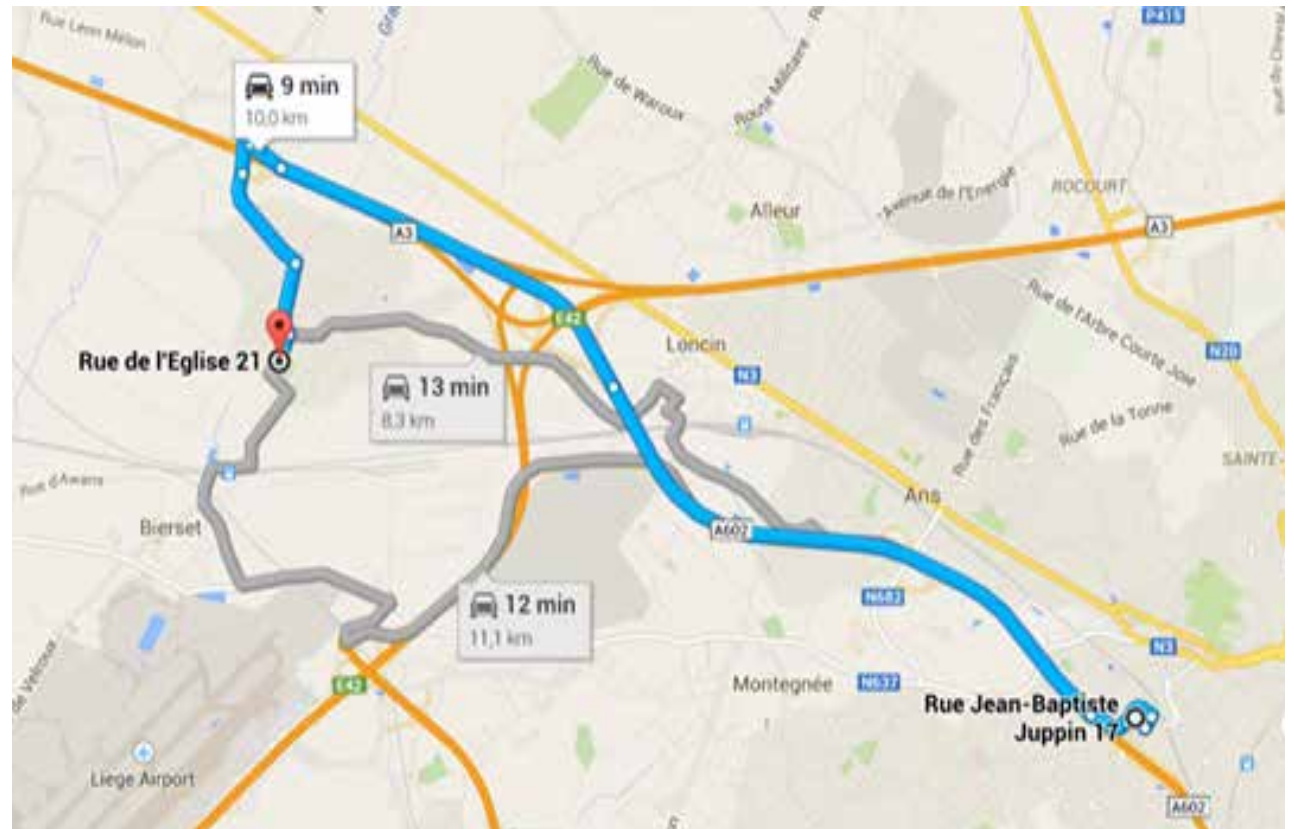 Rue Léon Mélon
P415
9 min
10,0 km
Rue de Waroux
Route Militaire
Avenue de l'Energie
ROCOURT
Alleur
A3
A3
E42
Rue de l'Arbre Courte Joie
Rue de l'Eglise 21
Loncin
N3
N20
13 min
8,3 km
Rue des Français
Rue de la Tonne
SAINTE-
Rue d'Awans
Ans
Bierset
A602
12 min
11,1 km
N682
N3
E42
Montegnée
N637
Rue Jean-Baptiste
Juppin 17
de Velroux
Liege Airport
A602